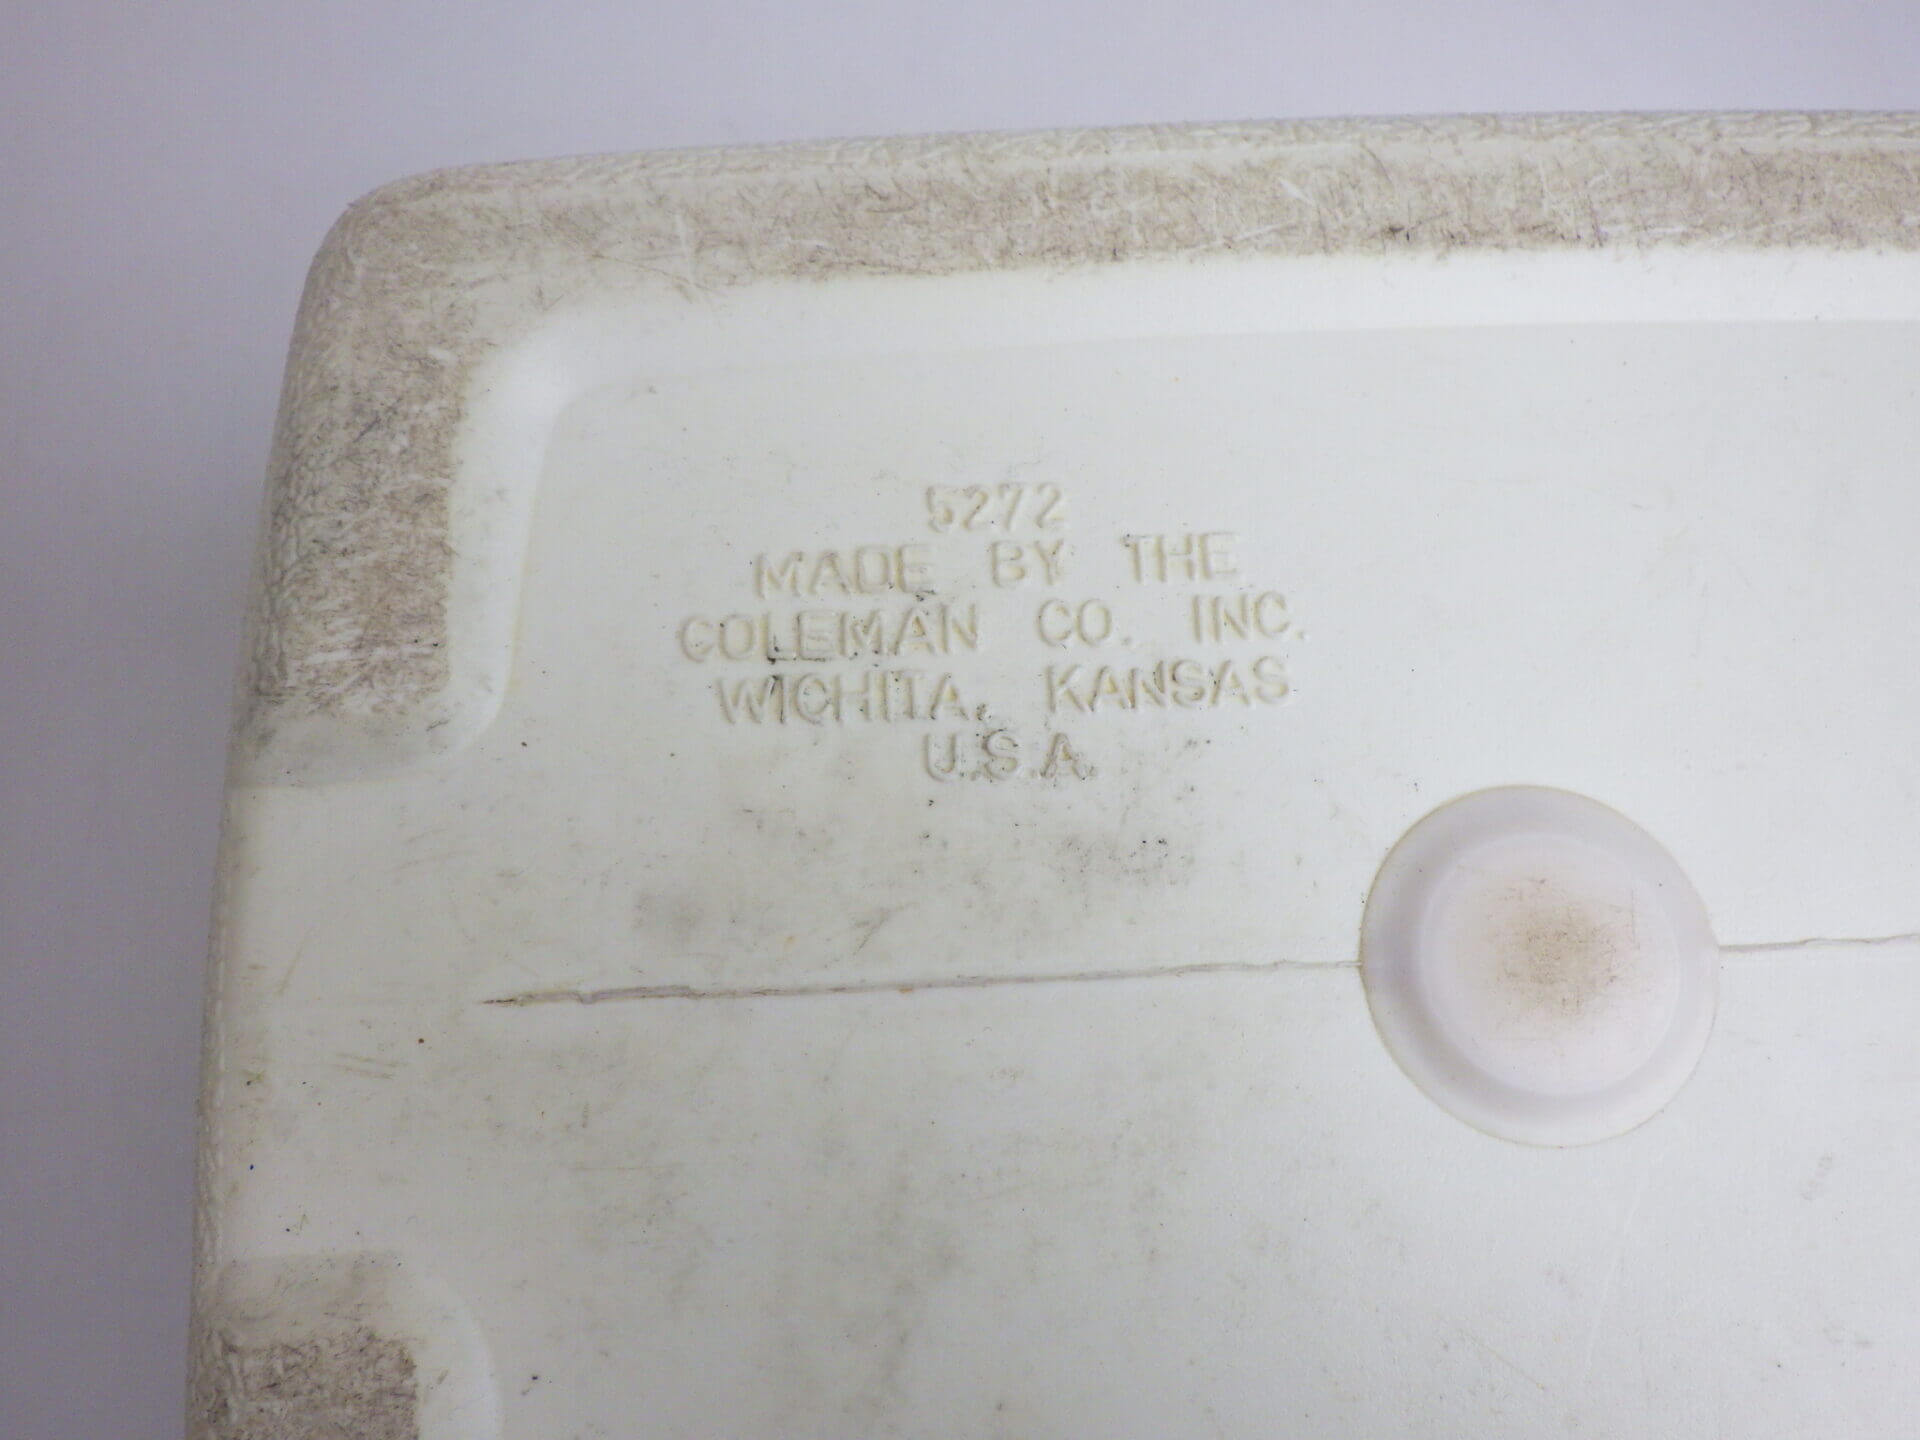 5272
MADE BY THE
COLEMAN CO. INC.
WICHITA, KANSAS
U.S.A.